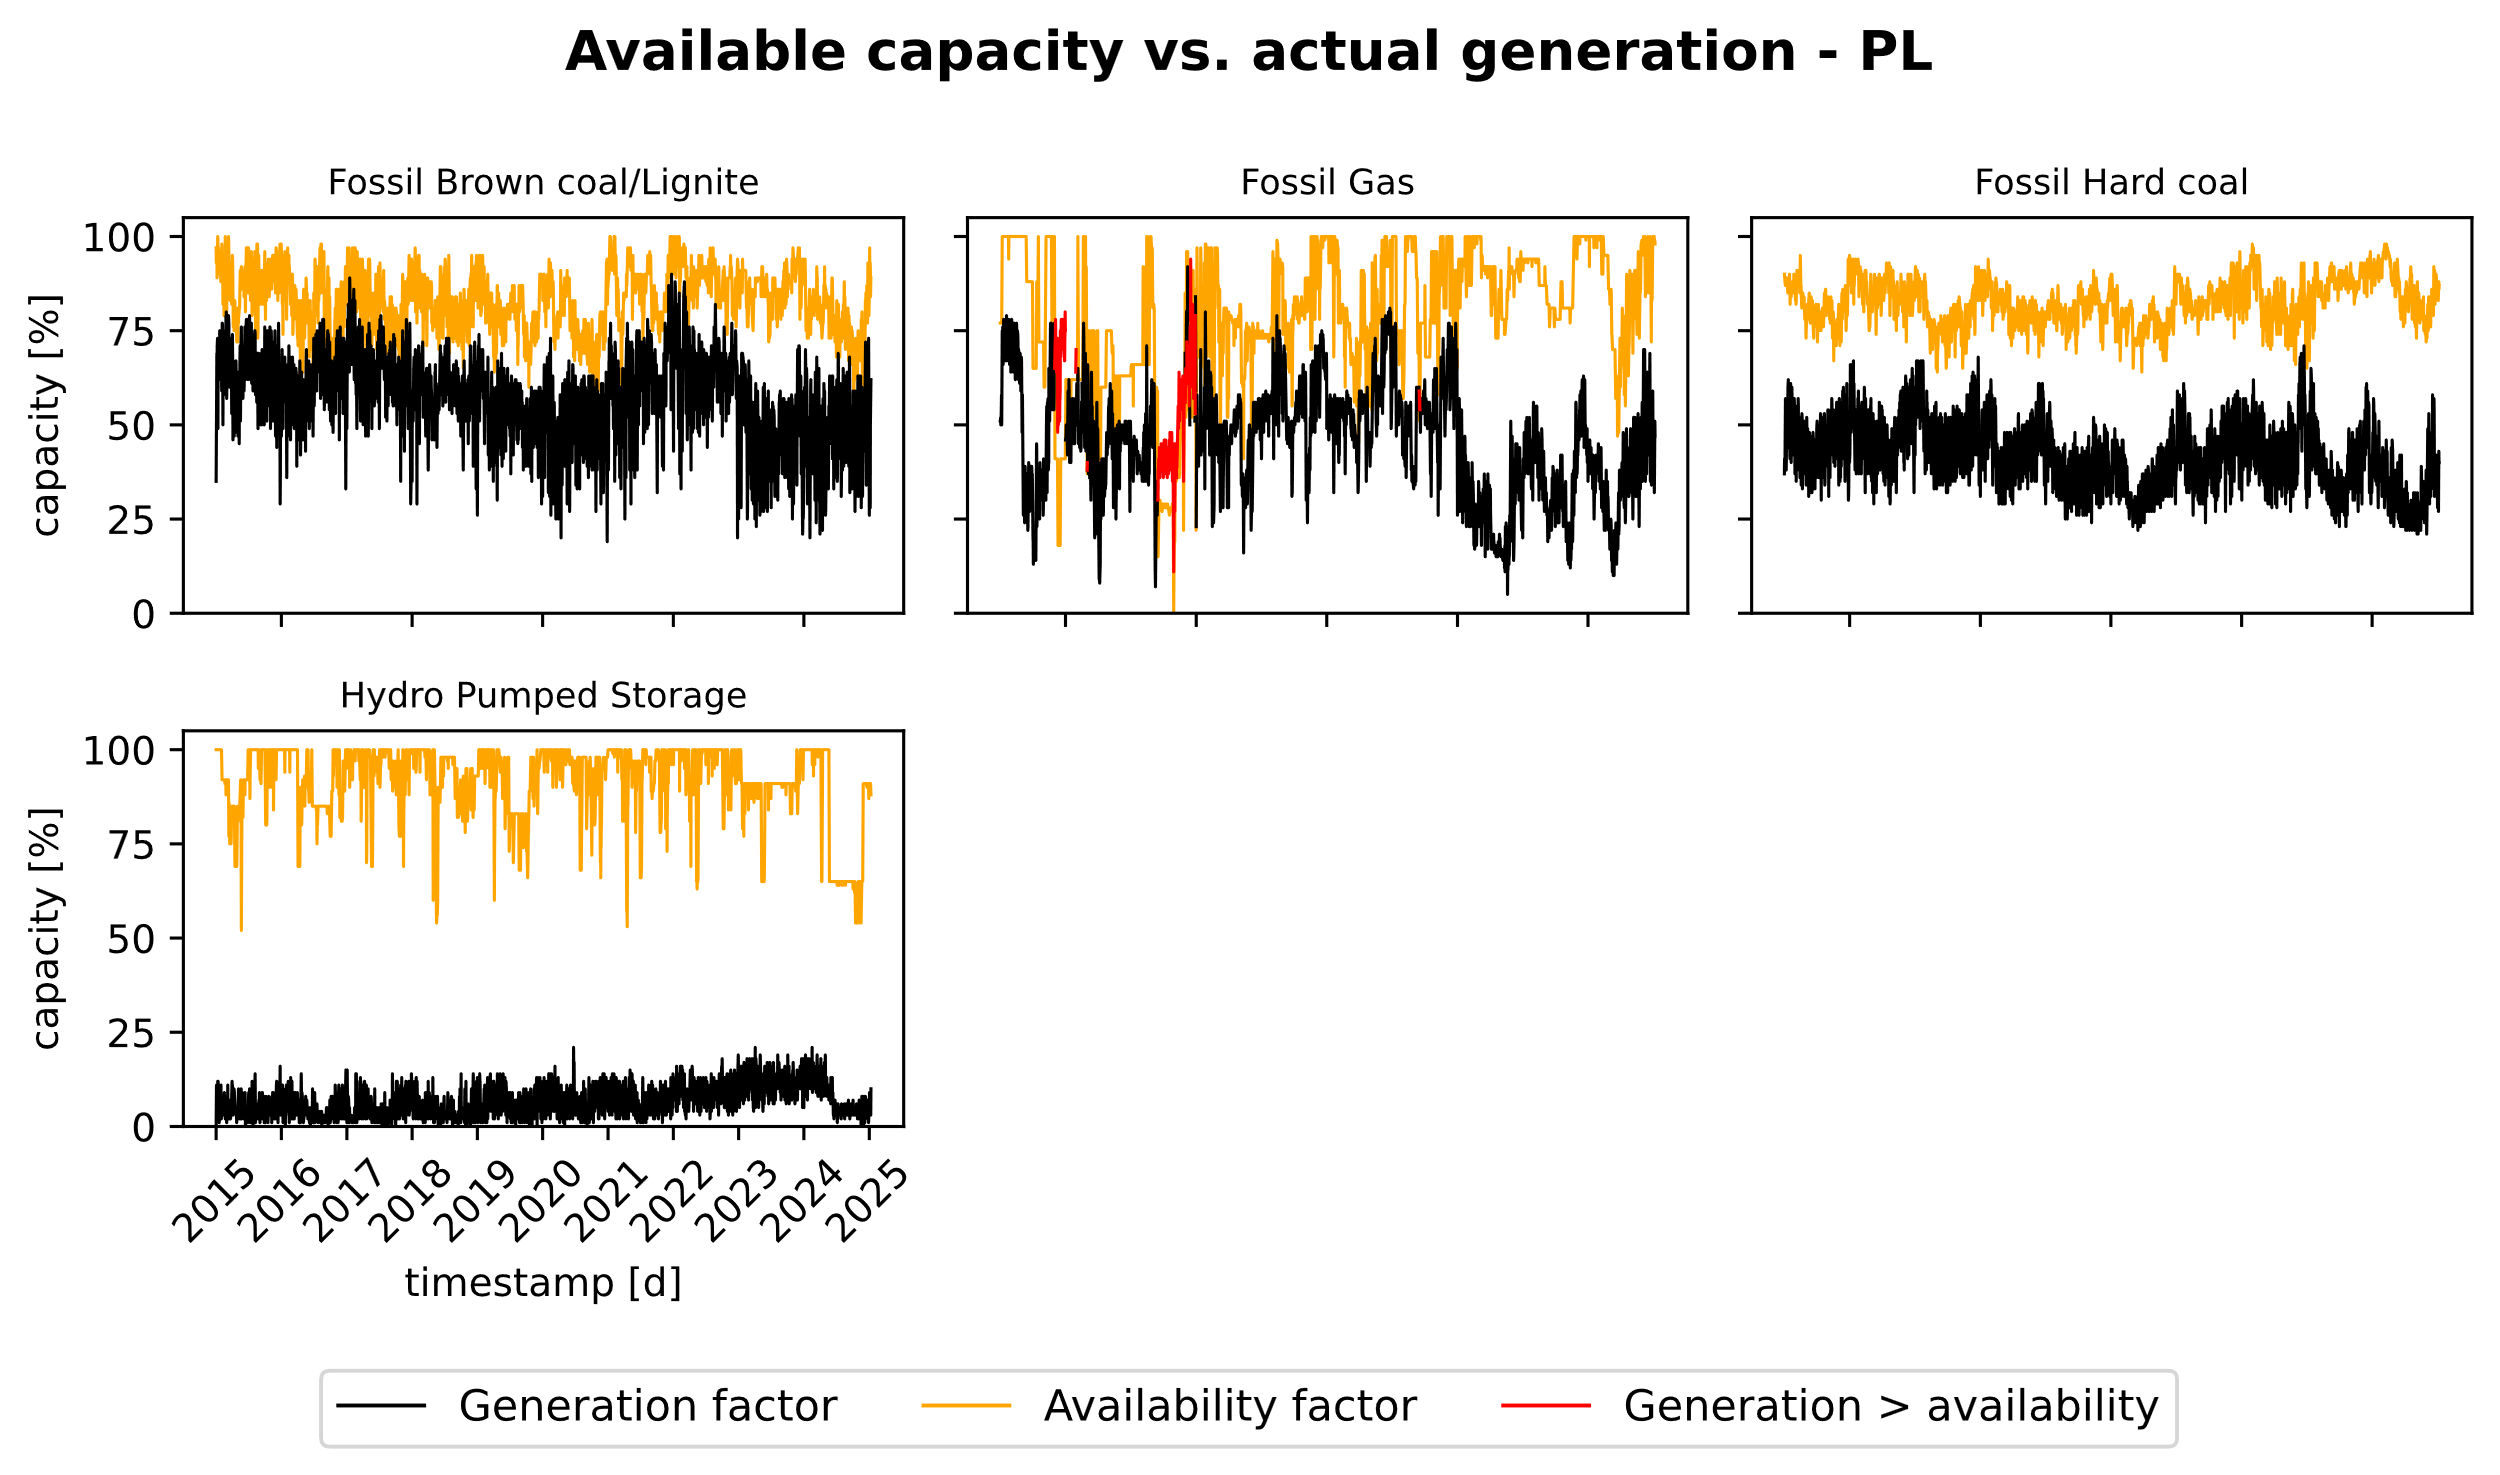 Available capacity vs. actual generation - PL
Fossil Brown coal/Lignite
Fossil Gas
Fossil Hard coal
capacity [%]
100
75
50
25
0
Hydro Pumped Storage
capacity [%]
100
75
50
25
0
2015 2016 2017 2018 2019 2020 2021 2022 2023 2024 2025
timestamp [d]
Generation factor Availability factor Generation > availability